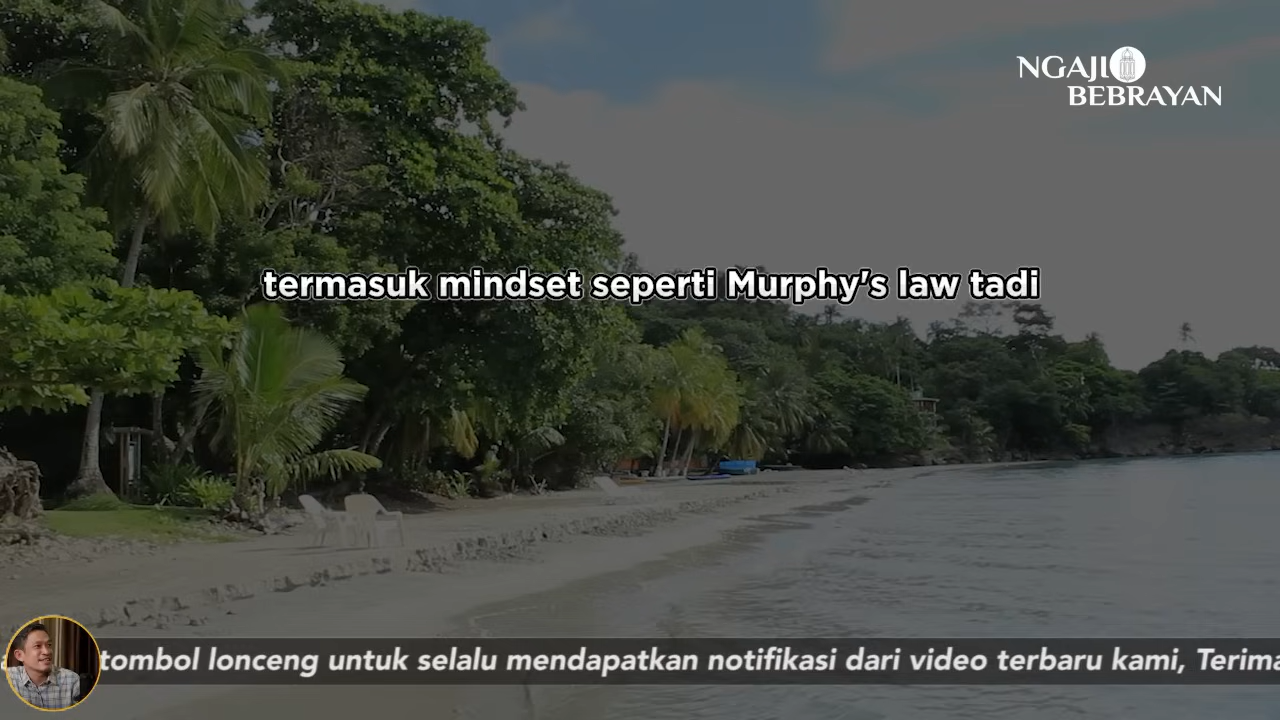 NGAJI
BEBRAYAN
termasuk mindset seperti Murphy's law tadi
tombol lonceng untuk selalu mendapatkan notifikasi dari video terbaru kami,